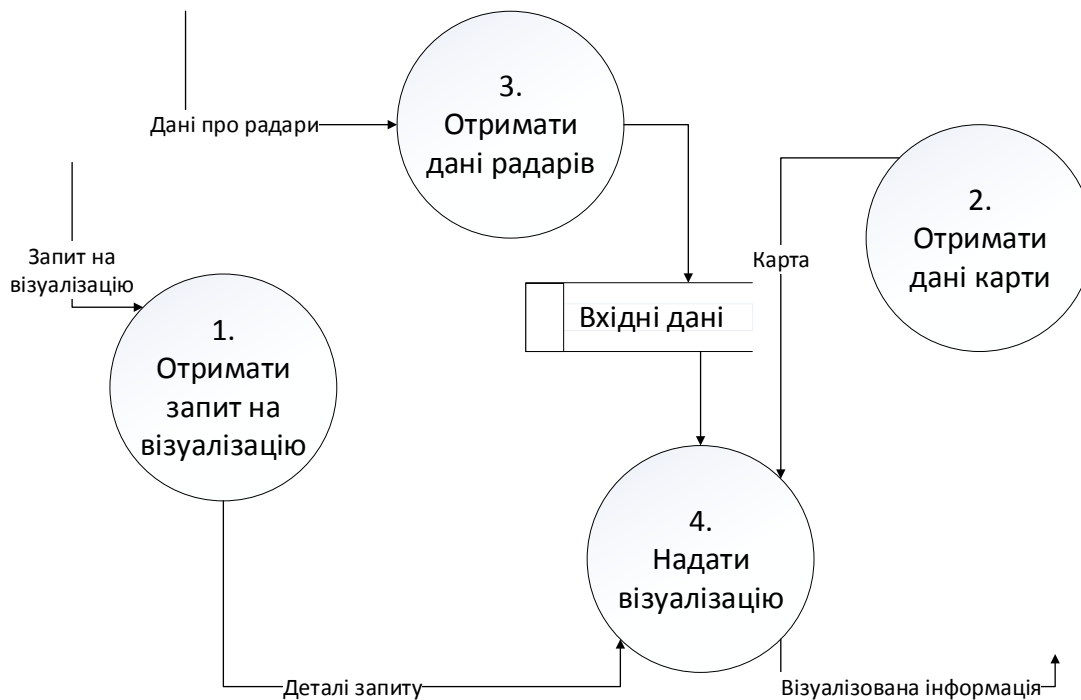 3.
Отримати
дані радарів
Дані про радари
2.
Отримати
дані карти
Запит на
візуалізацію
Карта
Вхідні дані
1.
Отримати
запит на
візуалізацію
4.
Надати
візуалізацію
Деталі запиту
Візуалізована інформація